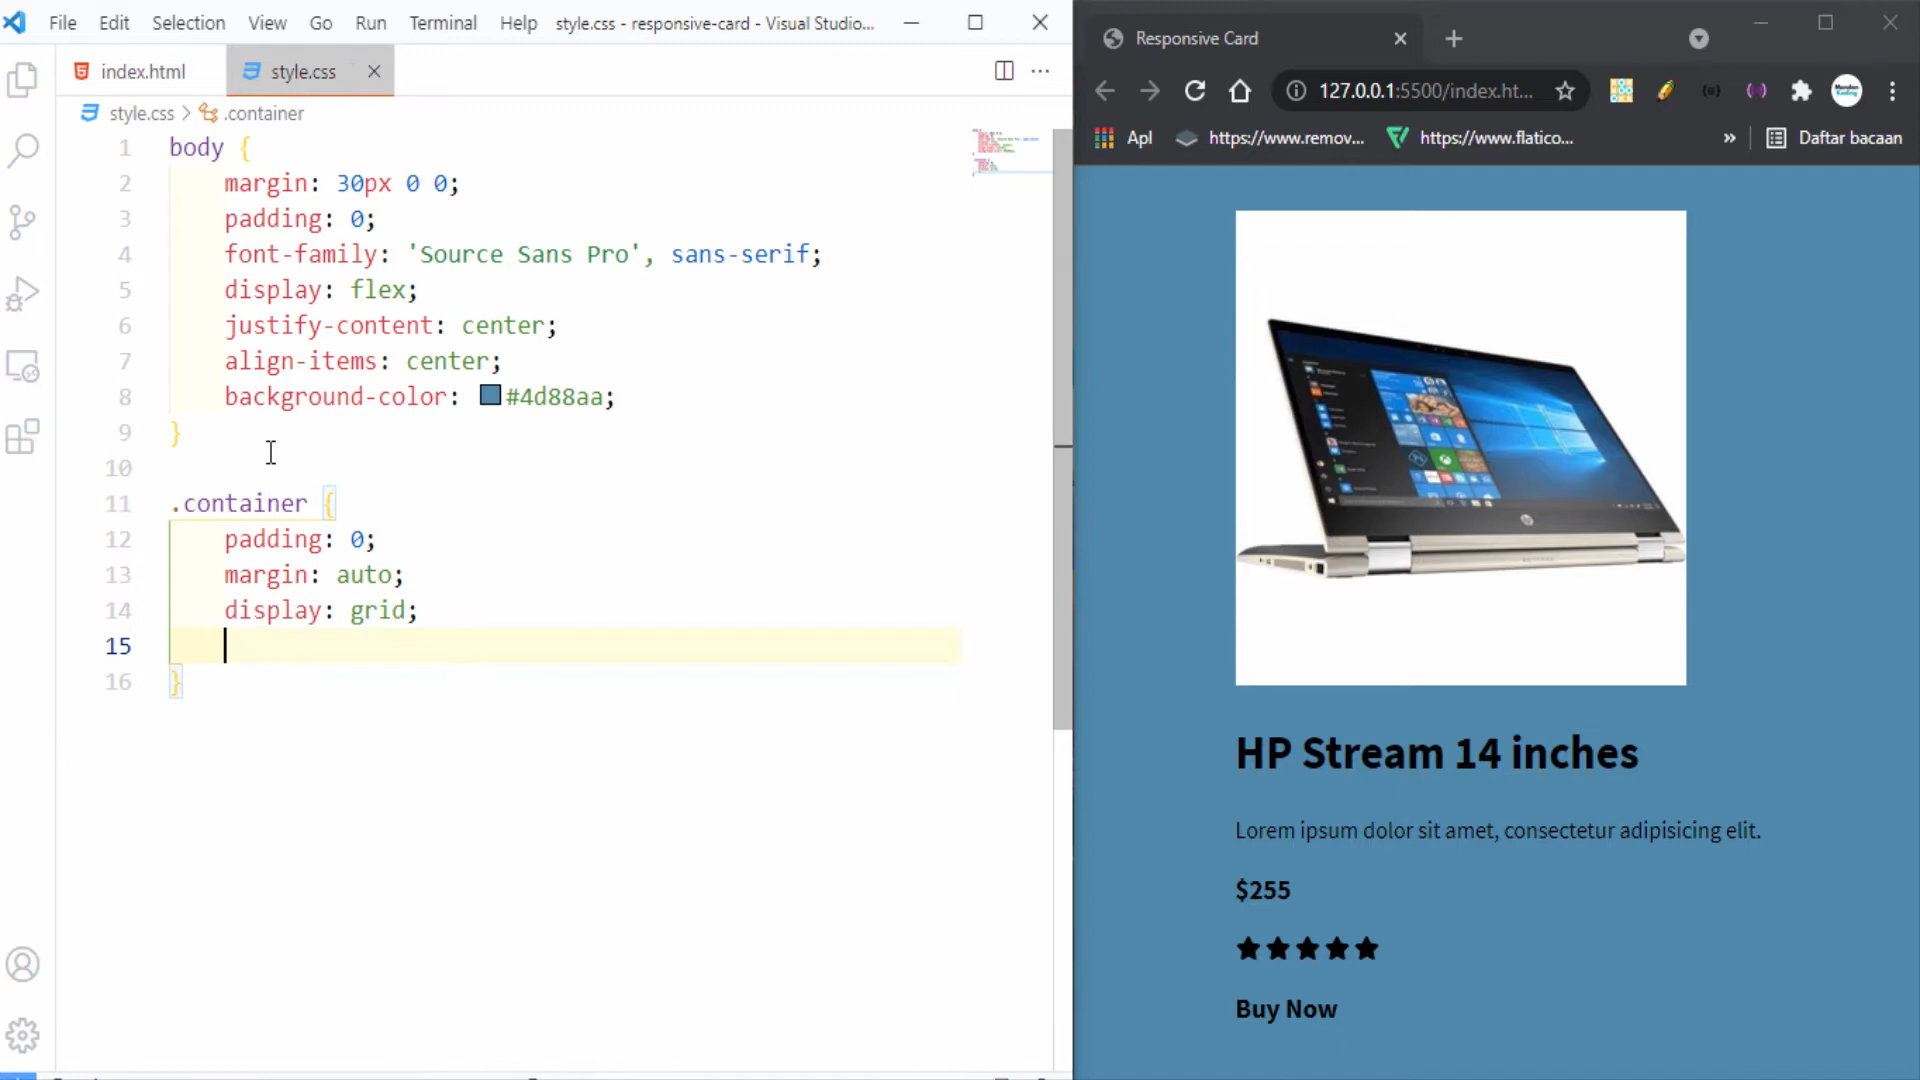 File Edit Selection View Go Run Terminal Help style.css - responsive-card - Visual Studio...
index.html style.css
style.css > .container
1 body {
2 margin: 30px 0 0;
3 padding: 0;
4 font-family: 'Source Sans Pro', sans-serif;
5 display: flex;
6 justify-content: center;
7 align-items: center;
8 background-color: #4d88aa;
9 }
10
11 .container {
12 padding: 0;
13 margin: auto;
14 display: grid;
15
16 }
Responsive Card
127.0.0.1:5500/index.ht...
Apl https://www.remov... https://www.flatico... » Daftar bacaan
HP Stream 14 inches
Lorem ipsum dolor sit amet, consectetur adipisicing elit.
$255
Buy Now